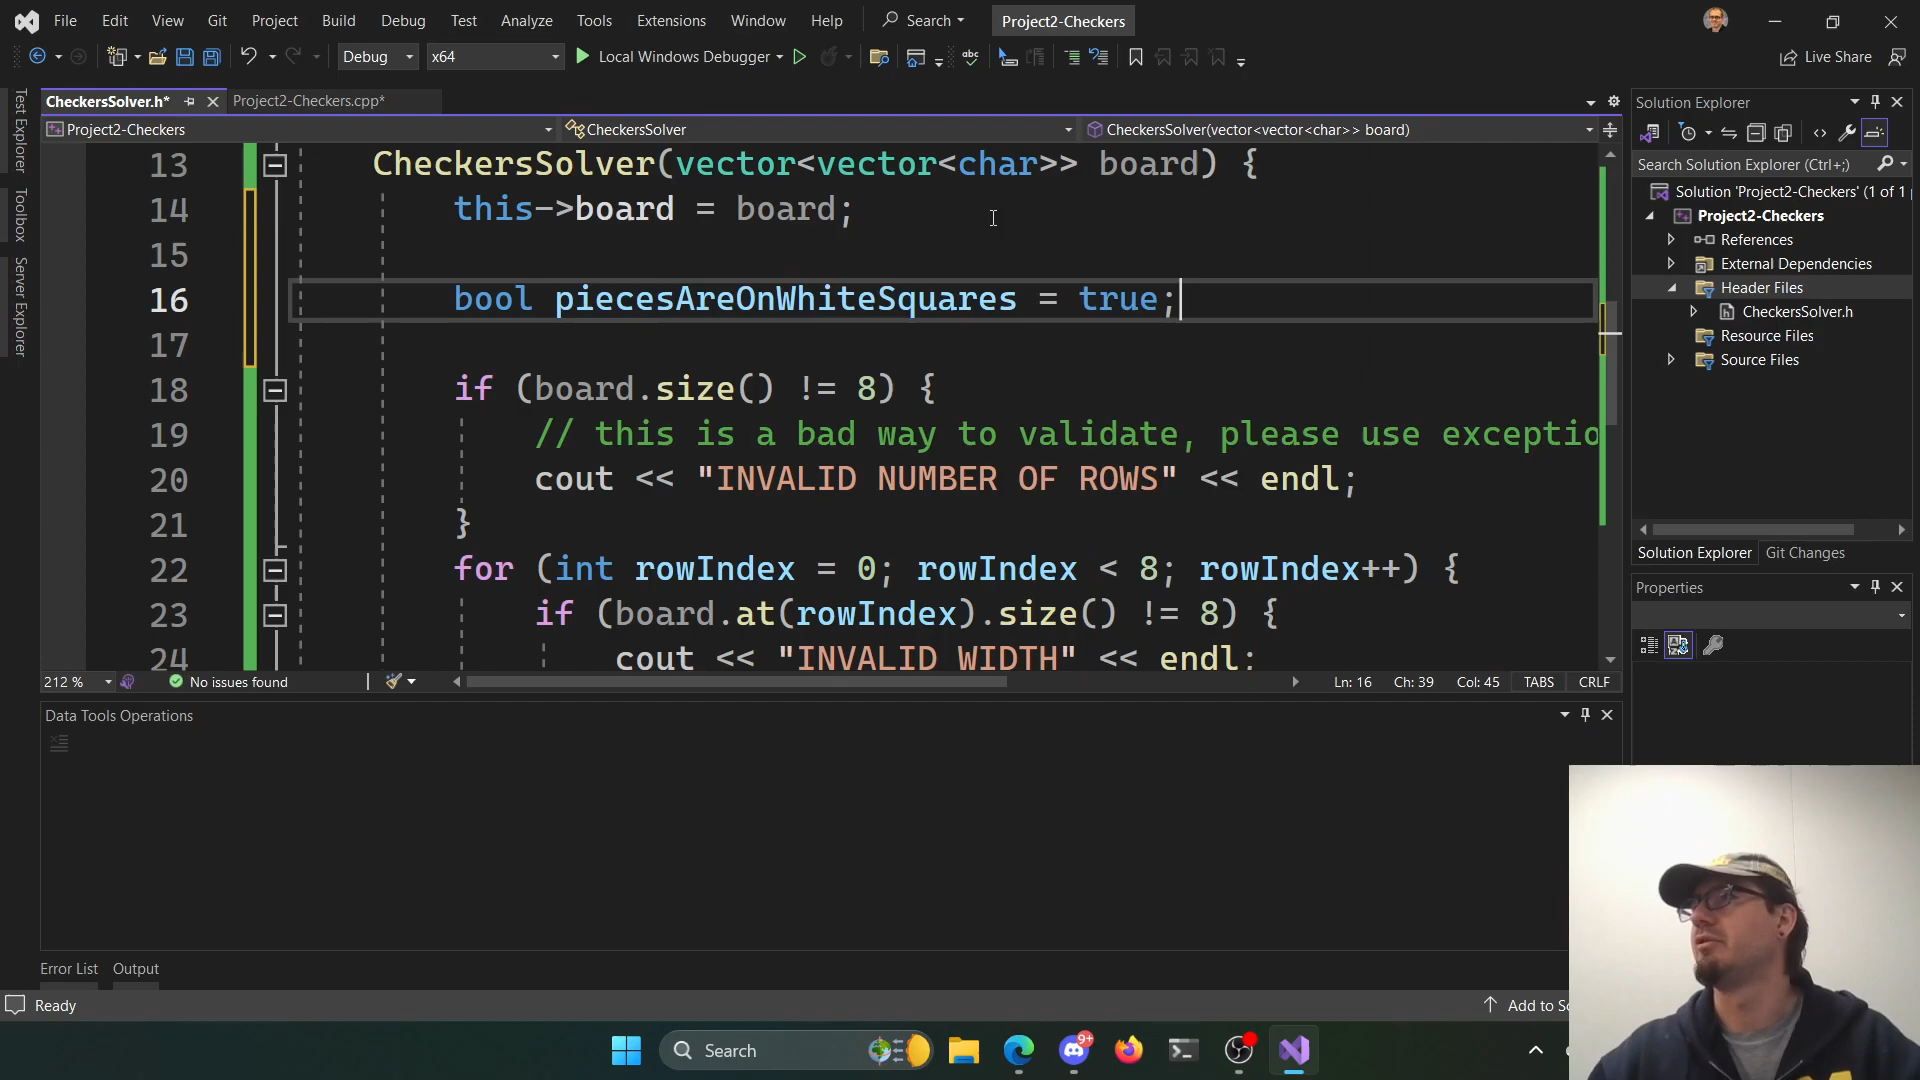 File Edit View Git Project Build Debug Test Analyze Tools Extensions Window Help Search Project2-Checkers
Debug x64 Local Windows Debugger Live Share
Test Explorer
Toolbox
Server Explorer
CheckersSolver.h* Project2-Checkers.cpp*
Project2-Checkers CheckersSolver CheckersSolver(vector<vector<char>> board)
13 CheckersSolver(vector<vector<char>> board) {
14 this->board = board;
15
16 bool piecesAreOnWhiteSquares = true;
17
18 if (board.size() != 8) {
19 // this is a bad way to validate, please use exceptio
20 cout << "INVALID NUMBER OF ROWS" << endl;
21 }
22 for (int rowIndex = 0; rowIndex < 8; rowIndex++) {
23 if (board.at(rowIndex).size() != 8) {
24 cout << "INVALID WIDTH" << endl;
212 % No issues found Ln: 16 Ch: 39 Col: 45 TABS CRLF
Data Tools Operations
Error List Output
Ready Add to So
Solution Explorer
Search Solution Explorer (Ctrl+;)
Solution 'Project2-Checkers' (1 of 1
Project2-Checkers
References
External Dependencies
Header Files
CheckersSolver.h
Resource Files
Source Files
Solution Explorer Git Changes
Properties
Search
9+